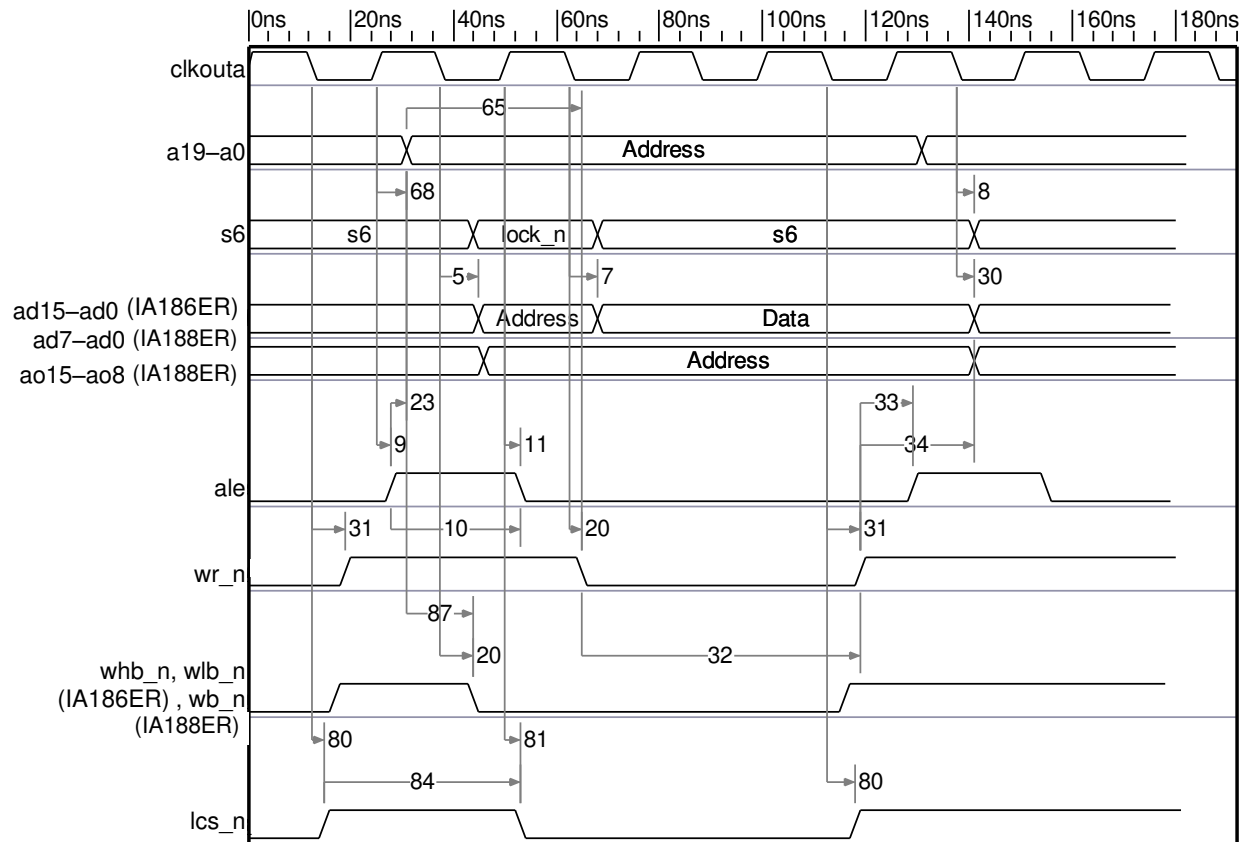 0ns 20ns 40ns 60ns 80ns 100ns 120ns 140ns 160ns 180ns
clkouta
65
a19–a0 Address
68 8
s6 s6 lock_n s6
5 7 30
ad15–ad0 (IA186ER) Address Data
ad7–ad0 (IA188ER)
ao15–ao8 (IA188ER) Address
23 33
9 11 34
ale
31 10 20 31
wr_n
87
20 32
whb_n, wlb_n
(IA186ER) , wb_n
(IA188ER)
80 81
84 80
lcs_n